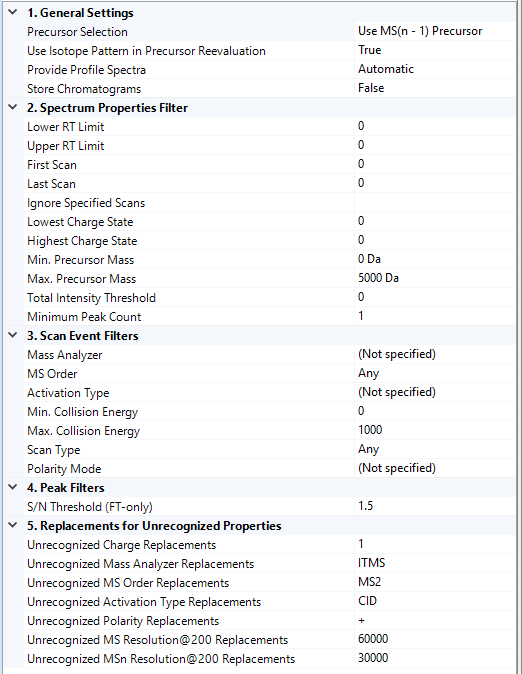 1. General Settings
Precursor Selection Use MS(n - 1) Precursor
Use Isotope Pattern in Precursor Reevaluation True
Provide Profile Spectra Automatic
Store Chromatograms False
2. Spectrum Properties Filter
Lower RT Limit 0
Upper RT Limit 0
First Scan 0
Last Scan 0
Ignore Specified Scans
Lowest Charge State 0
Highest Charge State 0
Min. Precursor Mass 0 Da
Max. Precursor Mass 5000 Da
Total Intensity Threshold 0
Minimum Peak Count 1
3. Scan Event Filters
Mass Analyzer (Not specified)
MS Order Any
Activation Type (Not specified)
Min. Collision Energy 0
Max. Collision Energy 1000
Scan Type Any
Polarity Mode (Not specified)
4. Peak Filters
S/N Threshold (FT-only) 1.5
5. Replacements for Unrecognized Properties
Unrecognized Charge Replacements 1
Unrecognized Mass Analyzer Replacements ITMS
Unrecognized MS Order Replacements MS2
Unrecognized Activation Type Replacements CID
Unrecognized Polarity Replacements +
Unrecognized MS Resolution@200 Replacements 60000
Unrecognized MSn Resolution@200 Replacements 30000